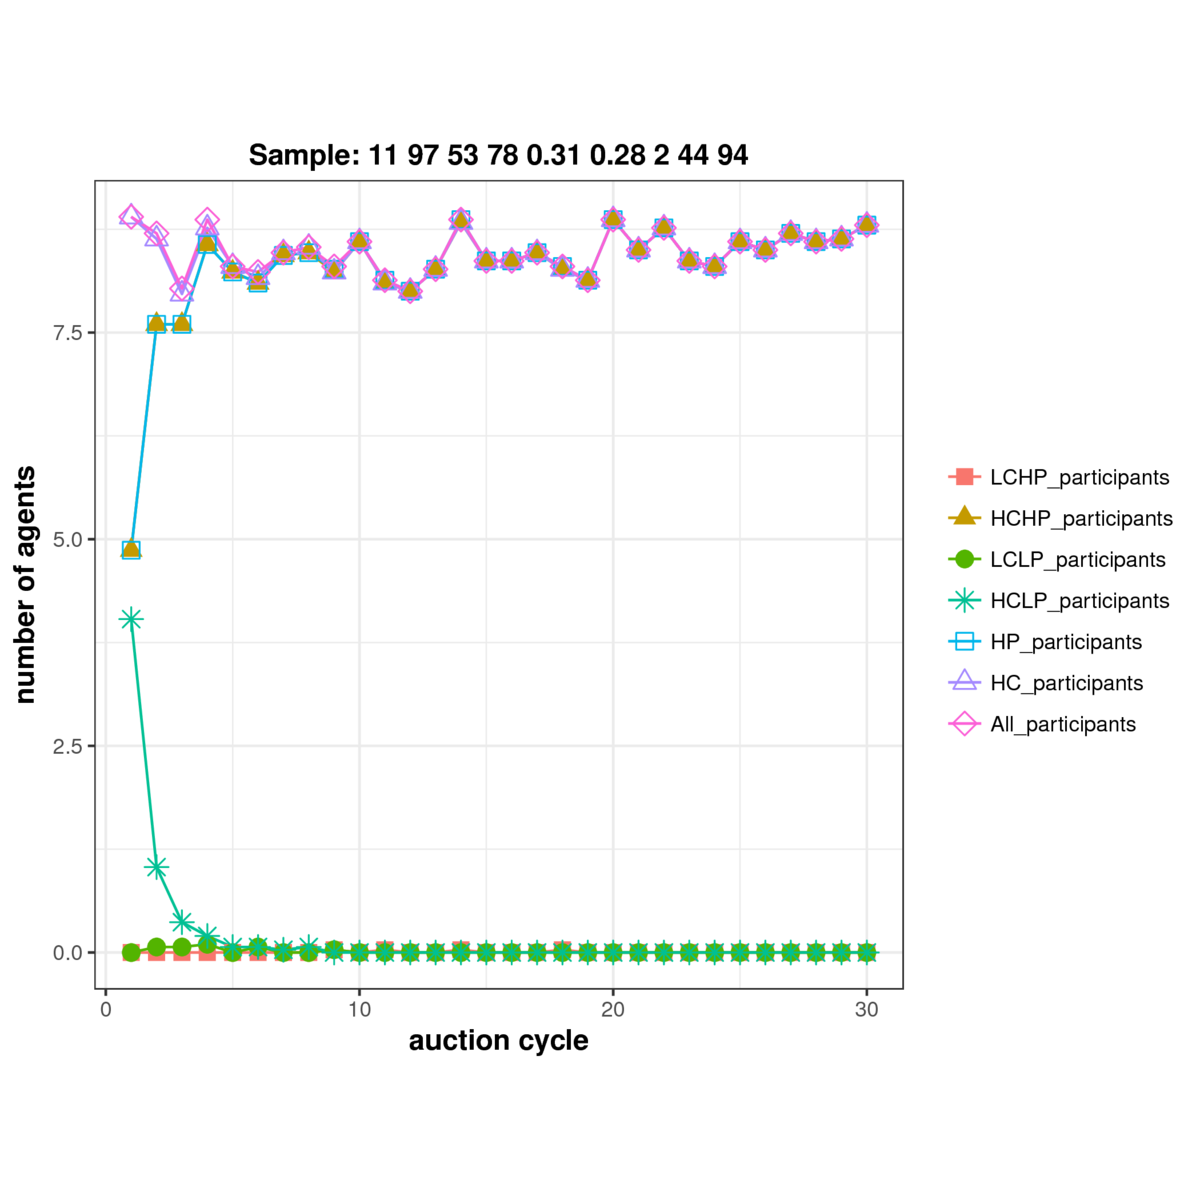 Sample: 11 97 53 78 0.31 0.28 2 44 94
number of agents
7.5
5.0
2.5
0.0
0 10 20 30
auction cycle
LCHP_participants
HCHP_participants
LCLP_participants
HCLP_participants
HP_participants
HC_participants
All_participants